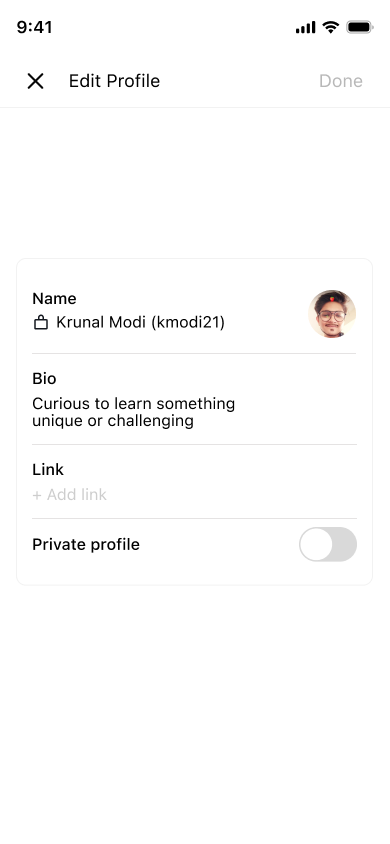 9:41
Edit Profile
Done
Name
Krunal Modi (kmodi21)
Bio
Curious to learn something
unique or challenging
Link
+ Add link
Private profile